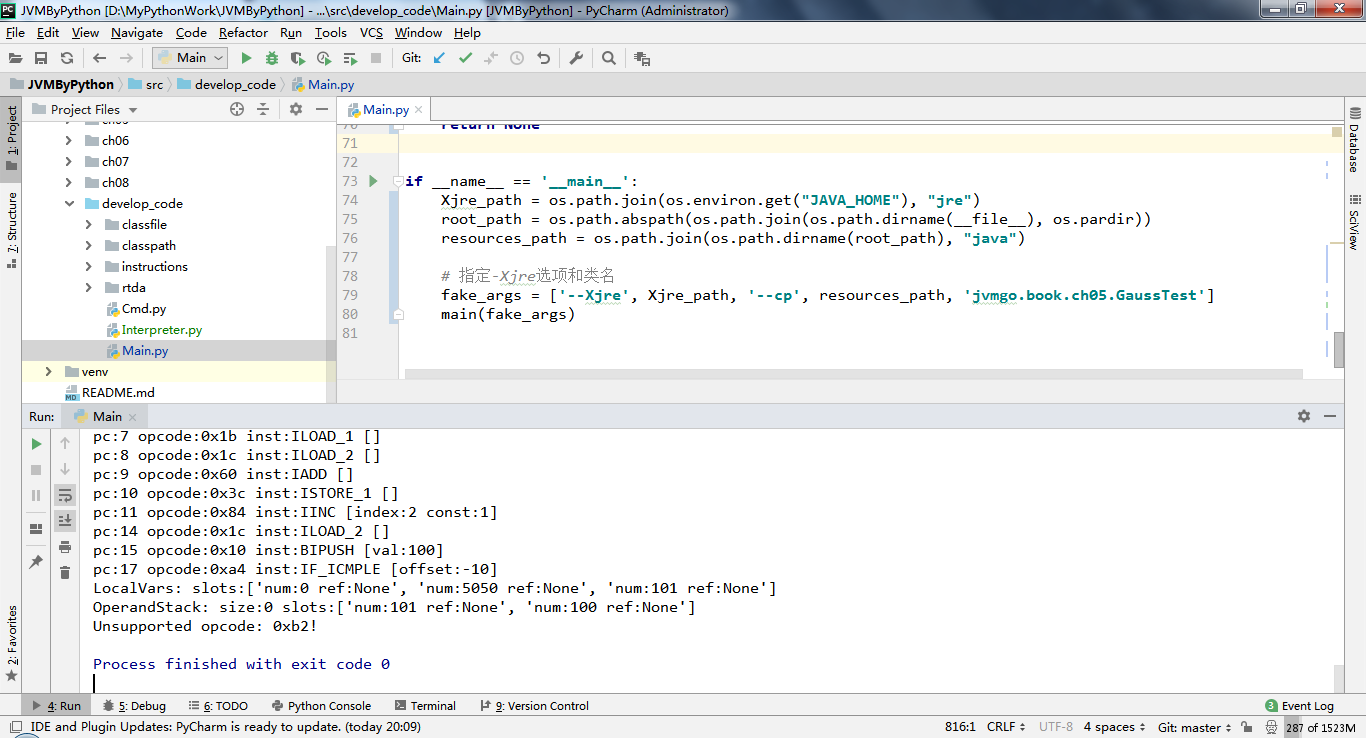 JVMByPython [D:\MyPythonWork\JVMByPython] - ...\src\develop_code\Main.py [JVMByPython] - PyCharm (Administrator)
File Edit View Navigate Code Refactor Run Tools VCS Window Help
Main Git:
JVMByPython src develop_code Main.py
1: Project
7: Structure
2: Favorites
Project Files
ch06
ch07
ch08
develop_code
classfile
classpath
instructions
rtda
Cmd.py
Interpreter.py
Main.py
venv
README.md
Main.py
70 return None
71
72
73 if __name__ == '__main__':
74 Xjre_path = os.path.join(os.environ.get("JAVA_HOME"), "jre")
75 root_path = os.path.abspath(os.path.join(os.path.dirname(__file__), os.pardir))
76 resources_path = os.path.join(os.path.dirname(root_path), "java")
77
78 # 指定-Xjre选项和类名
79 fake_args = ['--Xjre', Xjre_path, '--cp', resources_path, 'jvmgo.book.ch05.GaussTest']
80 main(fake_args)
81
Database
SciView
Run: Main
pc:7 opcode:0x1b inst:ILOAD_1 []
pc:8 opcode:0x1c inst:ILOAD_2 []
pc:9 opcode:0x60 inst:IADD []
pc:10 opcode:0x3c inst:ISTORE_1 []
pc:11 opcode:0x84 inst:IINC [index:2 const:1]
pc:14 opcode:0x1c inst:ILOAD_2 []
pc:15 opcode:0x10 inst:BIPUSH [val:100]
pc:17 opcode:0xa4 inst:IF_ICMPLE [offset:-10]
LocalVars: slots:['num:0 ref:None', 'num:5050 ref:None', 'num:101 ref:None']
OperandStack: size:0 slots:['num:101 ref:None', 'num:100 ref:None']
Unsupported opcode: 0xb2!
Process finished with exit code 0
4: Run 5: Debug 6: TODO Python Console Terminal 9: Version Control 3 Event Log
IDE and Plugin Updates: PyCharm is ready to update. (today 20:09) 816:1 CRLF UTF-8 4 spaces Git: master 287 of 1523M